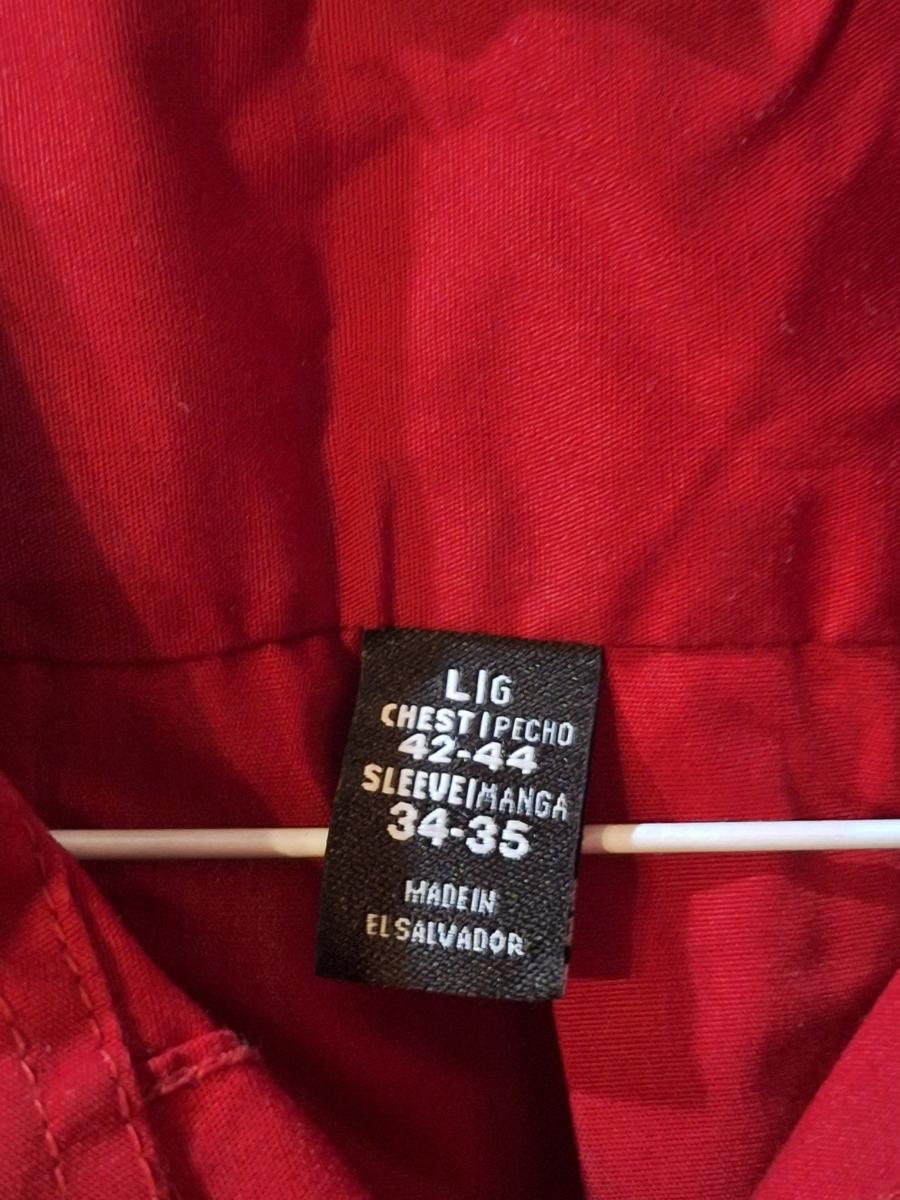 L|G
CHEST|PECHO
42-44
SLEEVE|MANGA
34-35
MADE IN
EL SALVADOR